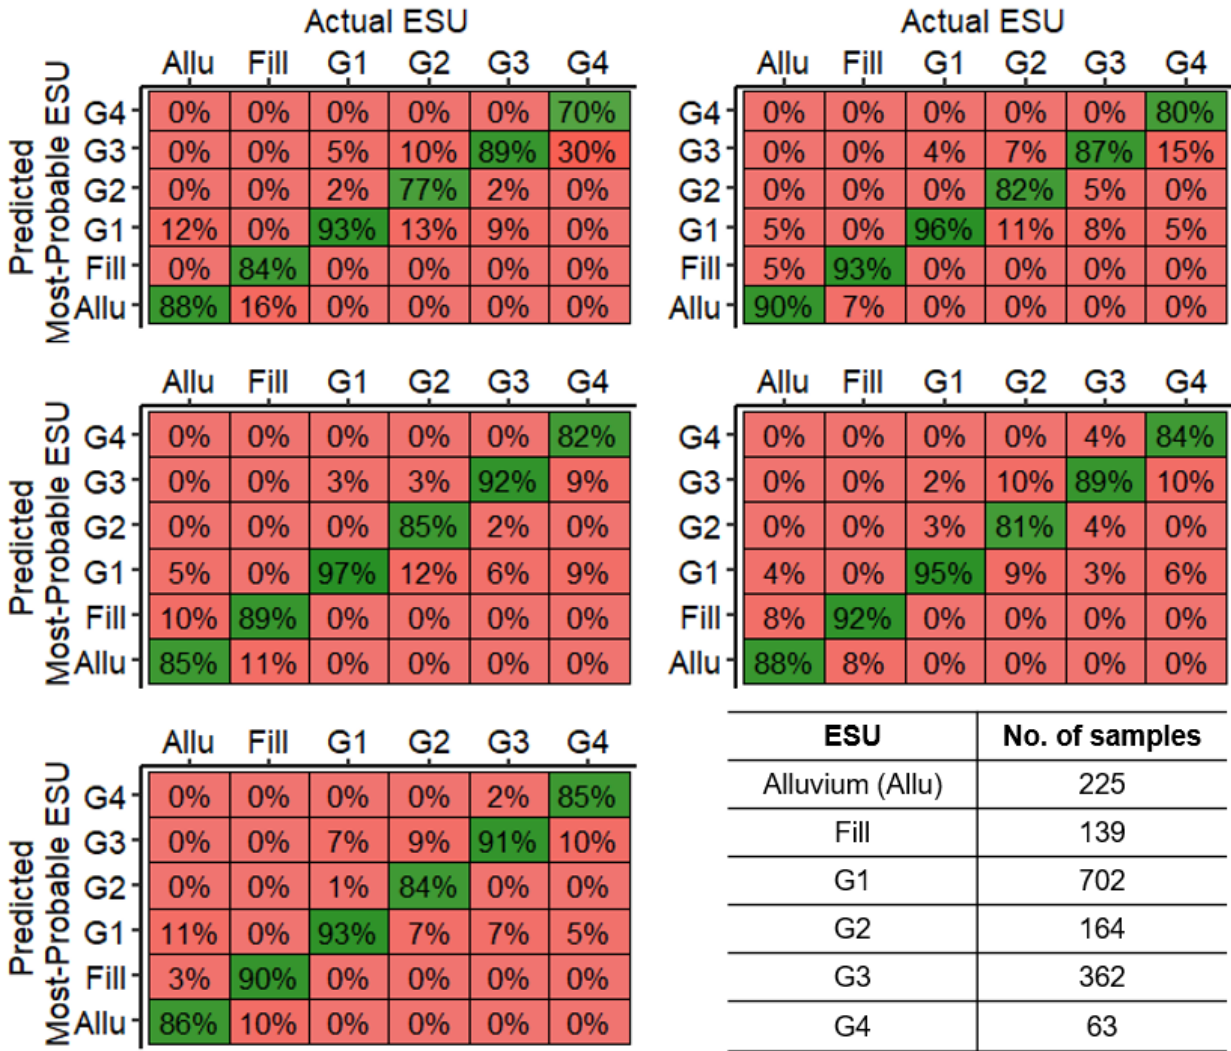 Actual ESU
Allu Fill G1 G2 G3 G4
Predicted
Most-Probable ESU
G4 0% 0% 0% 0% 0% 70%
G3 0% 0% 5% 10% 89% 30%
G2 0% 0% 2% 77% 2% 0%
G1 12% 0% 93% 13% 9% 0%
Fill 0% 84% 0% 0% 0% 0%
Allu 88% 16% 0% 0% 0% 0%
Actual ESU
Allu Fill G1 G2 G3 G4
G4 0% 0% 0% 0% 0% 80%
G3 0% 0% 4% 7% 87% 15%
G2 0% 0% 0% 82% 5% 0%
G1 5% 0% 96% 11% 8% 5%
Fill 5% 93% 0% 0% 0% 0%
Allu 90% 7% 0% 0% 0% 0%
Allu Fill G1 G2 G3 G4
Predicted
Most-Probable ESU
G4 0% 0% 0% 0% 0% 82%
G3 0% 0% 3% 3% 92% 9%
G2 0% 0% 0% 85% 2% 0%
G1 5% 0% 97% 12% 6% 9%
Fill 10% 89% 0% 0% 0% 0%
Allu 85% 11% 0% 0% 0% 0%
Allu Fill G1 G2 G3 G4
G4 0% 0% 0% 0% 4% 84%
G3 0% 0% 2% 10% 89% 10%
G2 0% 0% 3% 81% 4% 0%
G1 4% 0% 95% 9% 3% 6%
Fill 8% 92% 0% 0% 0% 0%
Allu 88% 8% 0% 0% 0% 0%
Allu Fill G1 G2 G3 G4
Predicted
Most-Probable ESU
G4 0% 0% 0% 0% 2% 85%
G3 0% 0% 7% 9% 91% 10%
G2 0% 0% 1% 84% 0% 0%
G1 11% 0% 93% 7% 7% 5%
Fill 3% 90% 0% 0% 0% 0%
Allu 86% 10% 0% 0% 0% 0%
ESU No. of samples
Alluvium (Allu) 225
Fill 139
G1 702
G2 164
G3 362
G4 63